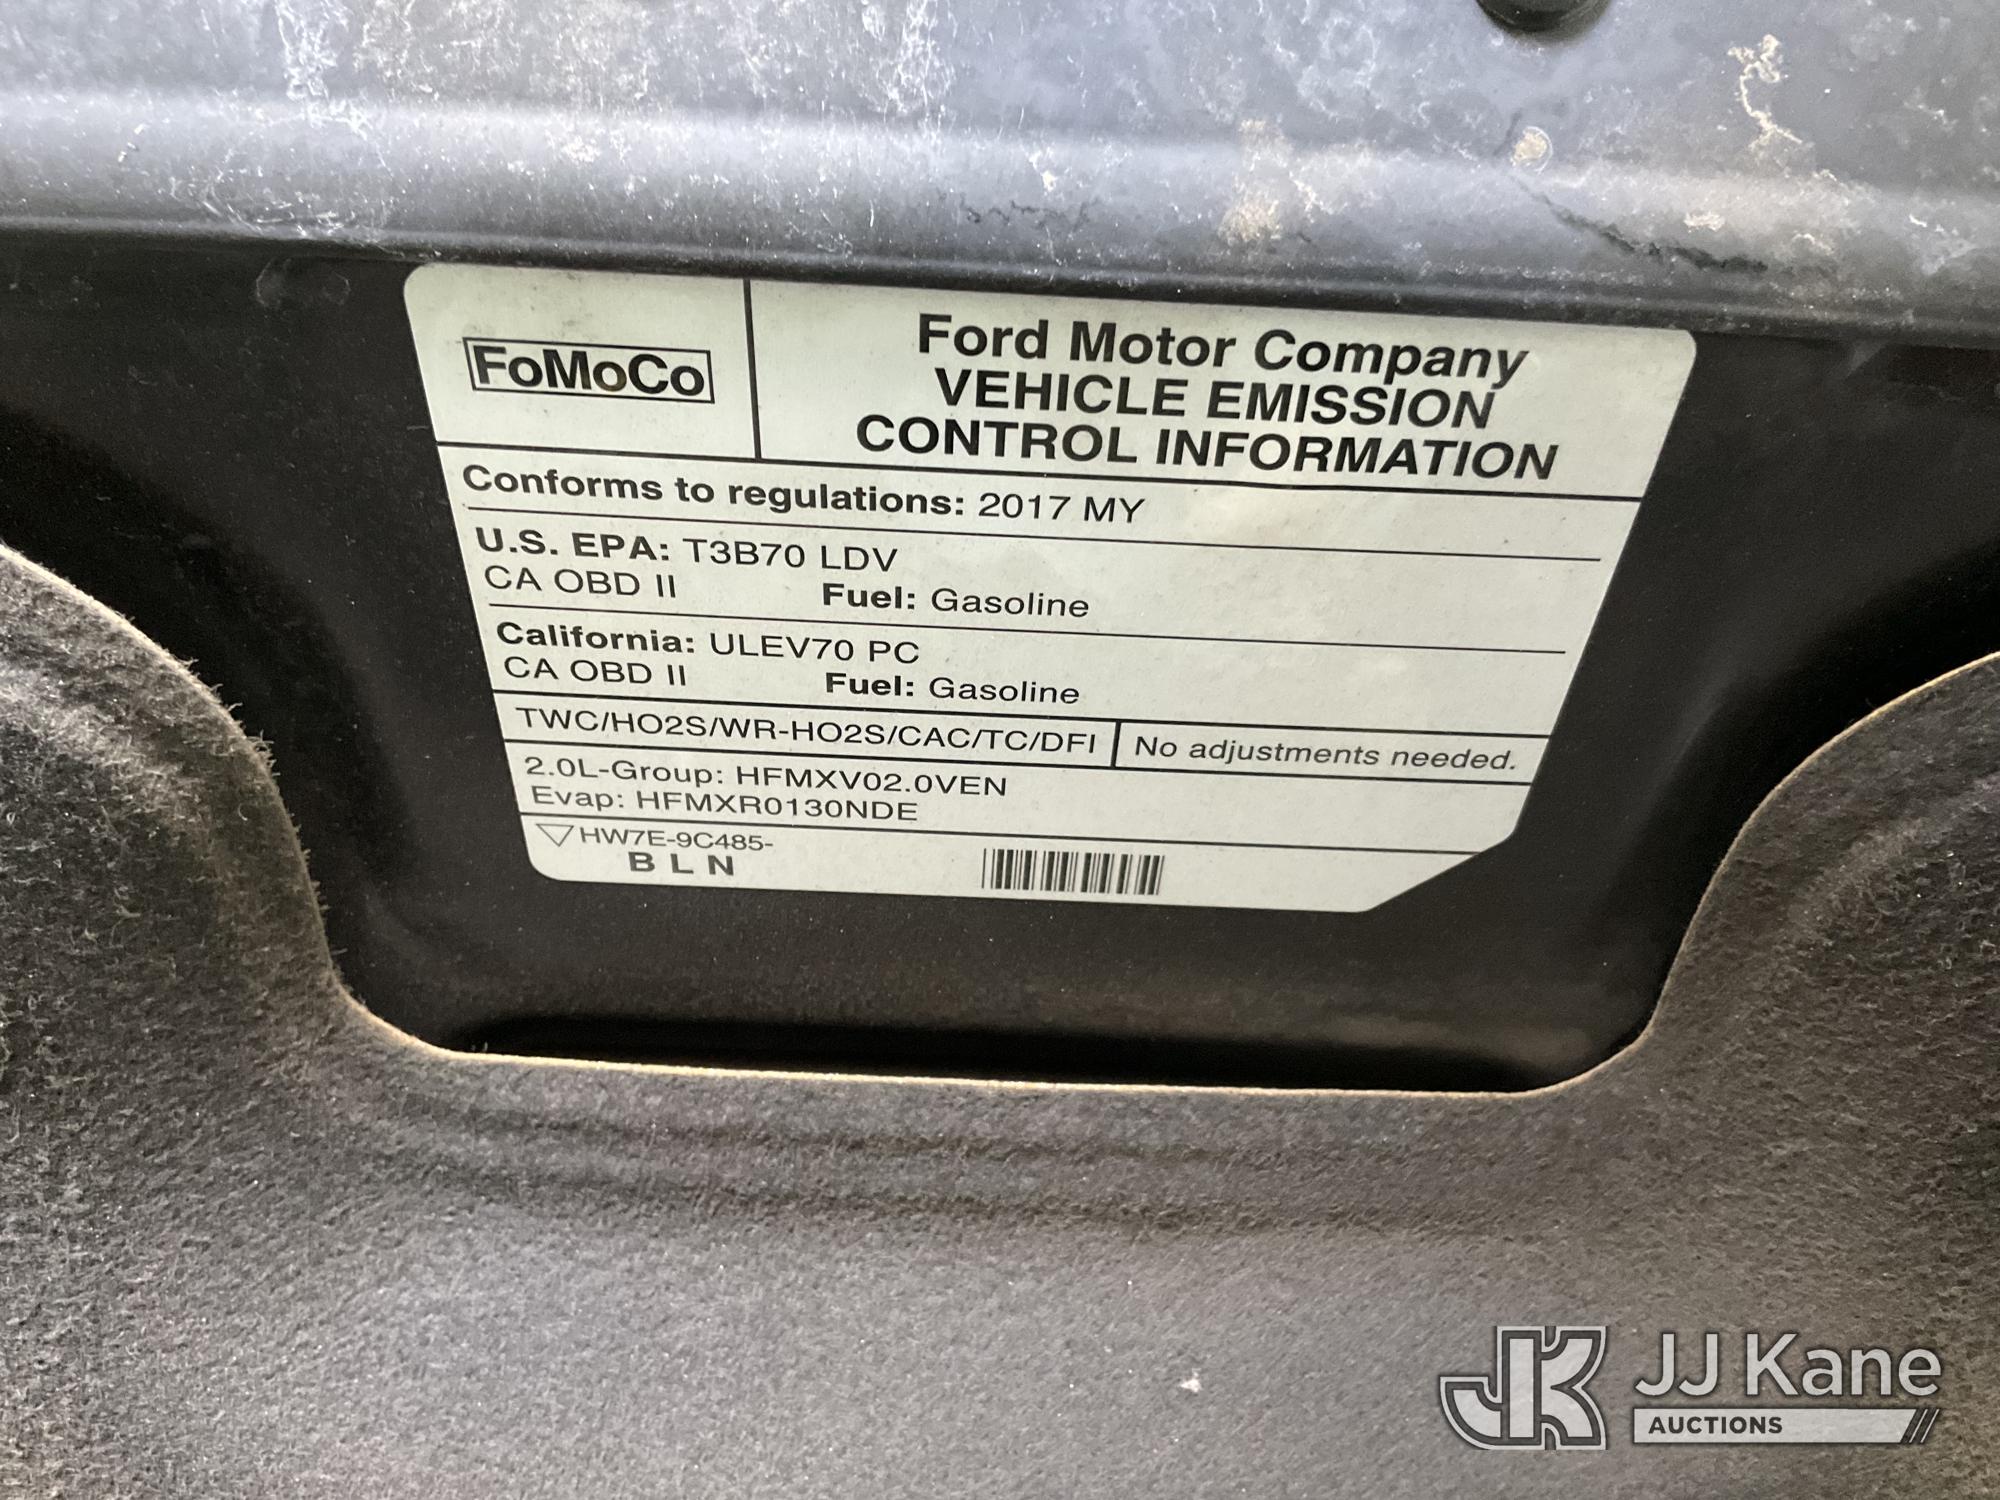 FoMoCo
Ford Motor Company
VEHICLE EMISSION
CONTROL INFORMATION
Conforms to regulations: 2017 MY
U.S. EPA: T3B70 LDV
CA OBD II Fuel: Gasoline
California: ULEV70 PC
CA OBD II Fuel: Gasoline
TWC/HO2S/WR-HO2S/CAC/TC/DFI No adjustments needed.
2.0L-Group: HFMXV02.0VEN
Evap: HFMXR0130NDE
HW7E-9C485-
B L N
JK JJ Kane
AUCTIONS